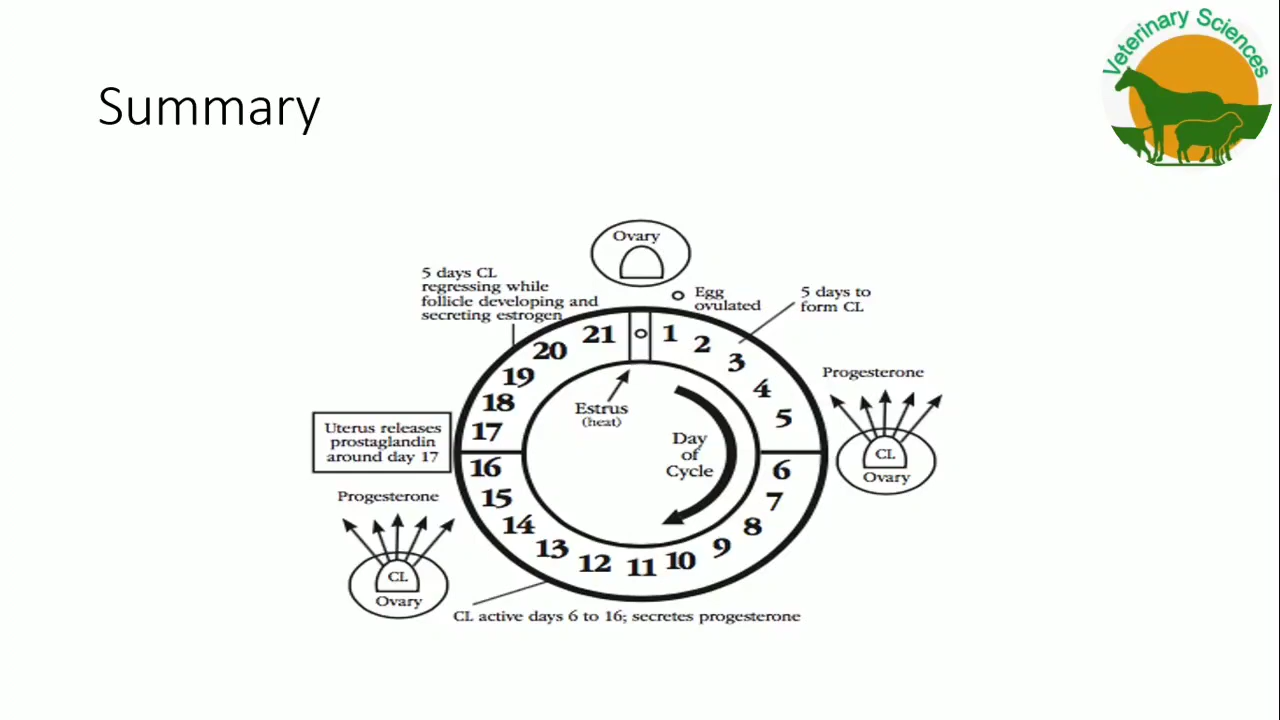 Veterinary Sciences
Summary
Ovary
5 days CL
regressing while
follicle developing and
secreting estrogen
Egg
ovulated
5 days to
form CL
21
1
2
3
4
5
6
7
8
9
10
11
12
13
14
15
16
17
18
19
20
Estrus
(heat)
Day
of
Cycle
Progesterone
CL
Ovary
Uterus releases
prostaglandin
around day 17
Progesterone
CL
Ovary
CL active days 6 to 16; secretes progesterone